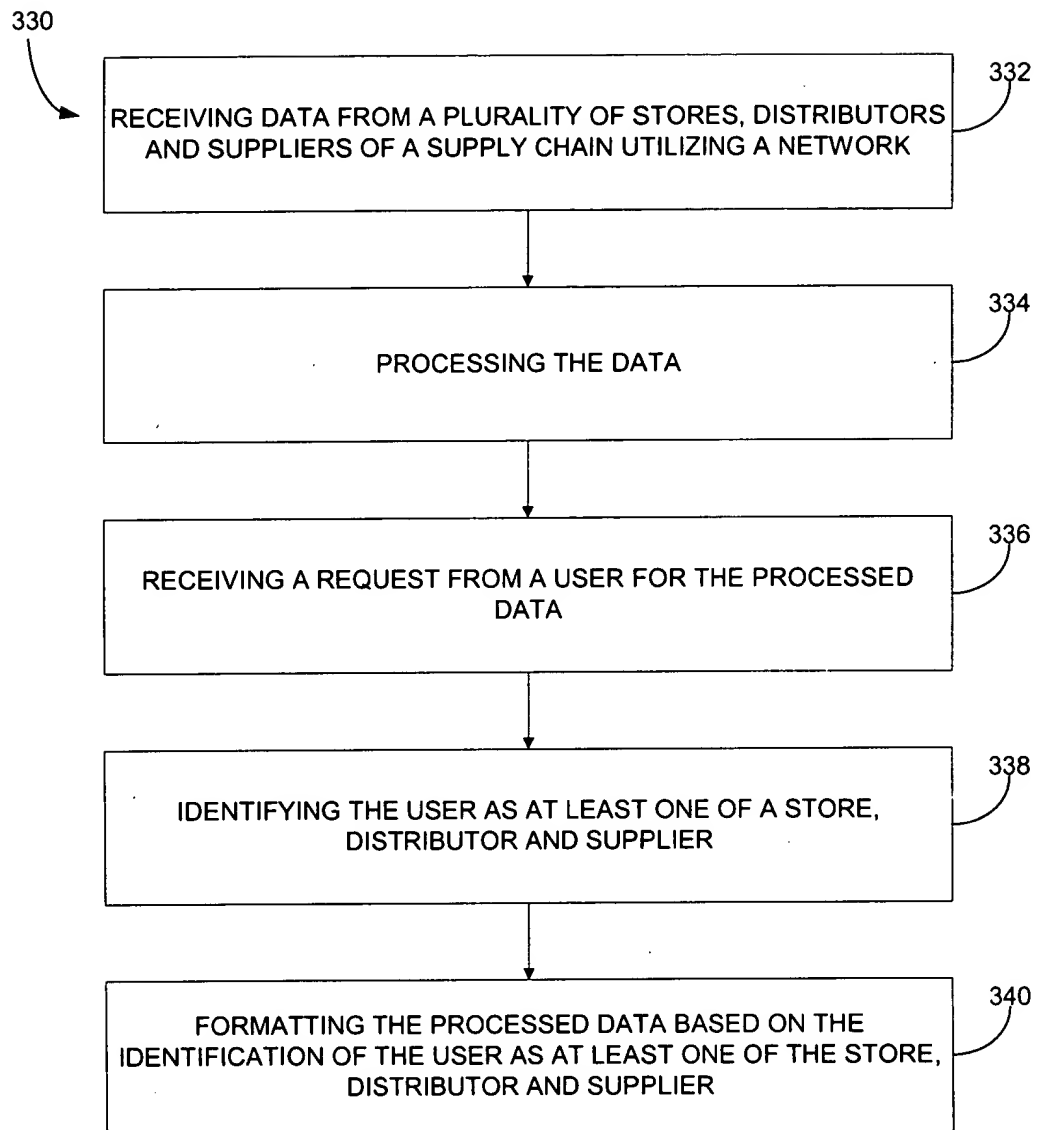 330
332
RECEIVING DATA FROM A PLURALITY OF STORES, DISTRIBUTORS
AND SUPPLIERS OF A SUPPLY CHAIN UTILIZING A NETWORK
334
PROCESSING THE DATA
336
RECEIVING A REQUEST FROM A USER FOR THE PROCESSED
DATA
338
IDENTIFYING THE USER AS AT LEAST ONE OF A STORE,
DISTRIBUTOR AND SUPPLIER
340
FORMATTING THE PROCESSED DATA BASED ON THE
IDENTIFICATION OF THE USER AS AT LEAST ONE OF THE STORE,
DISTRIBUTOR AND SUPPLIER